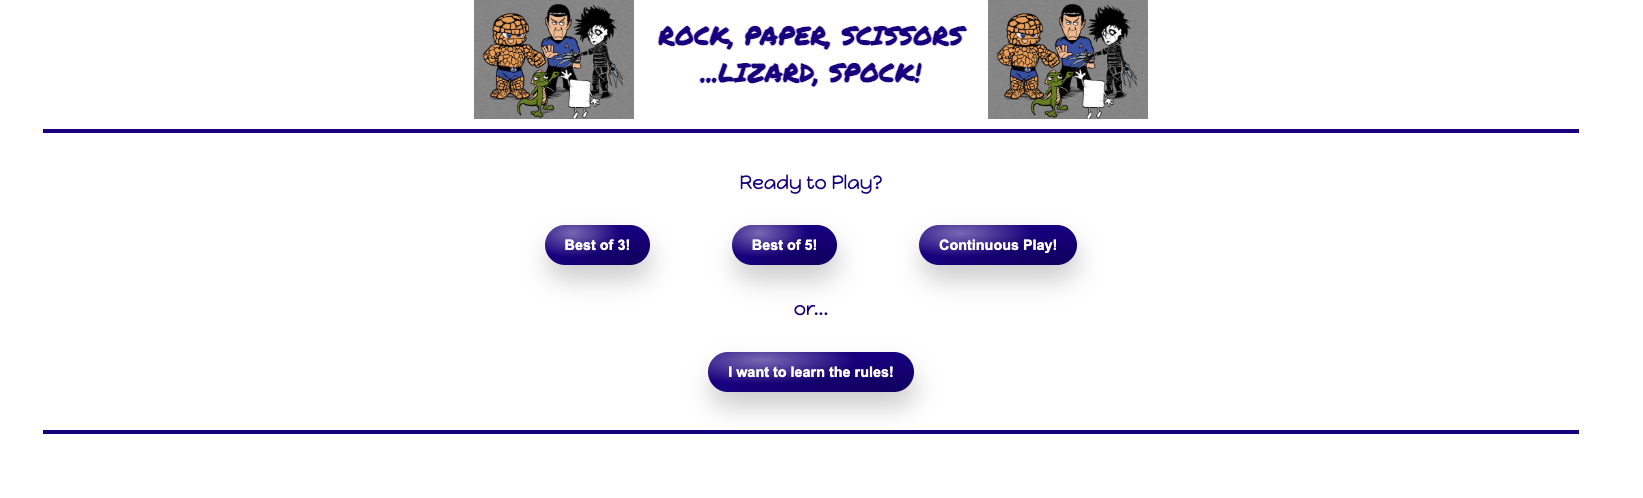 ROCK, PAPER, SCISSORS
...LIZARD, SPOCK!
Ready to Play?
Best of 3!
Best of 5!
Continuous Play!
or...
I want to learn the rules!